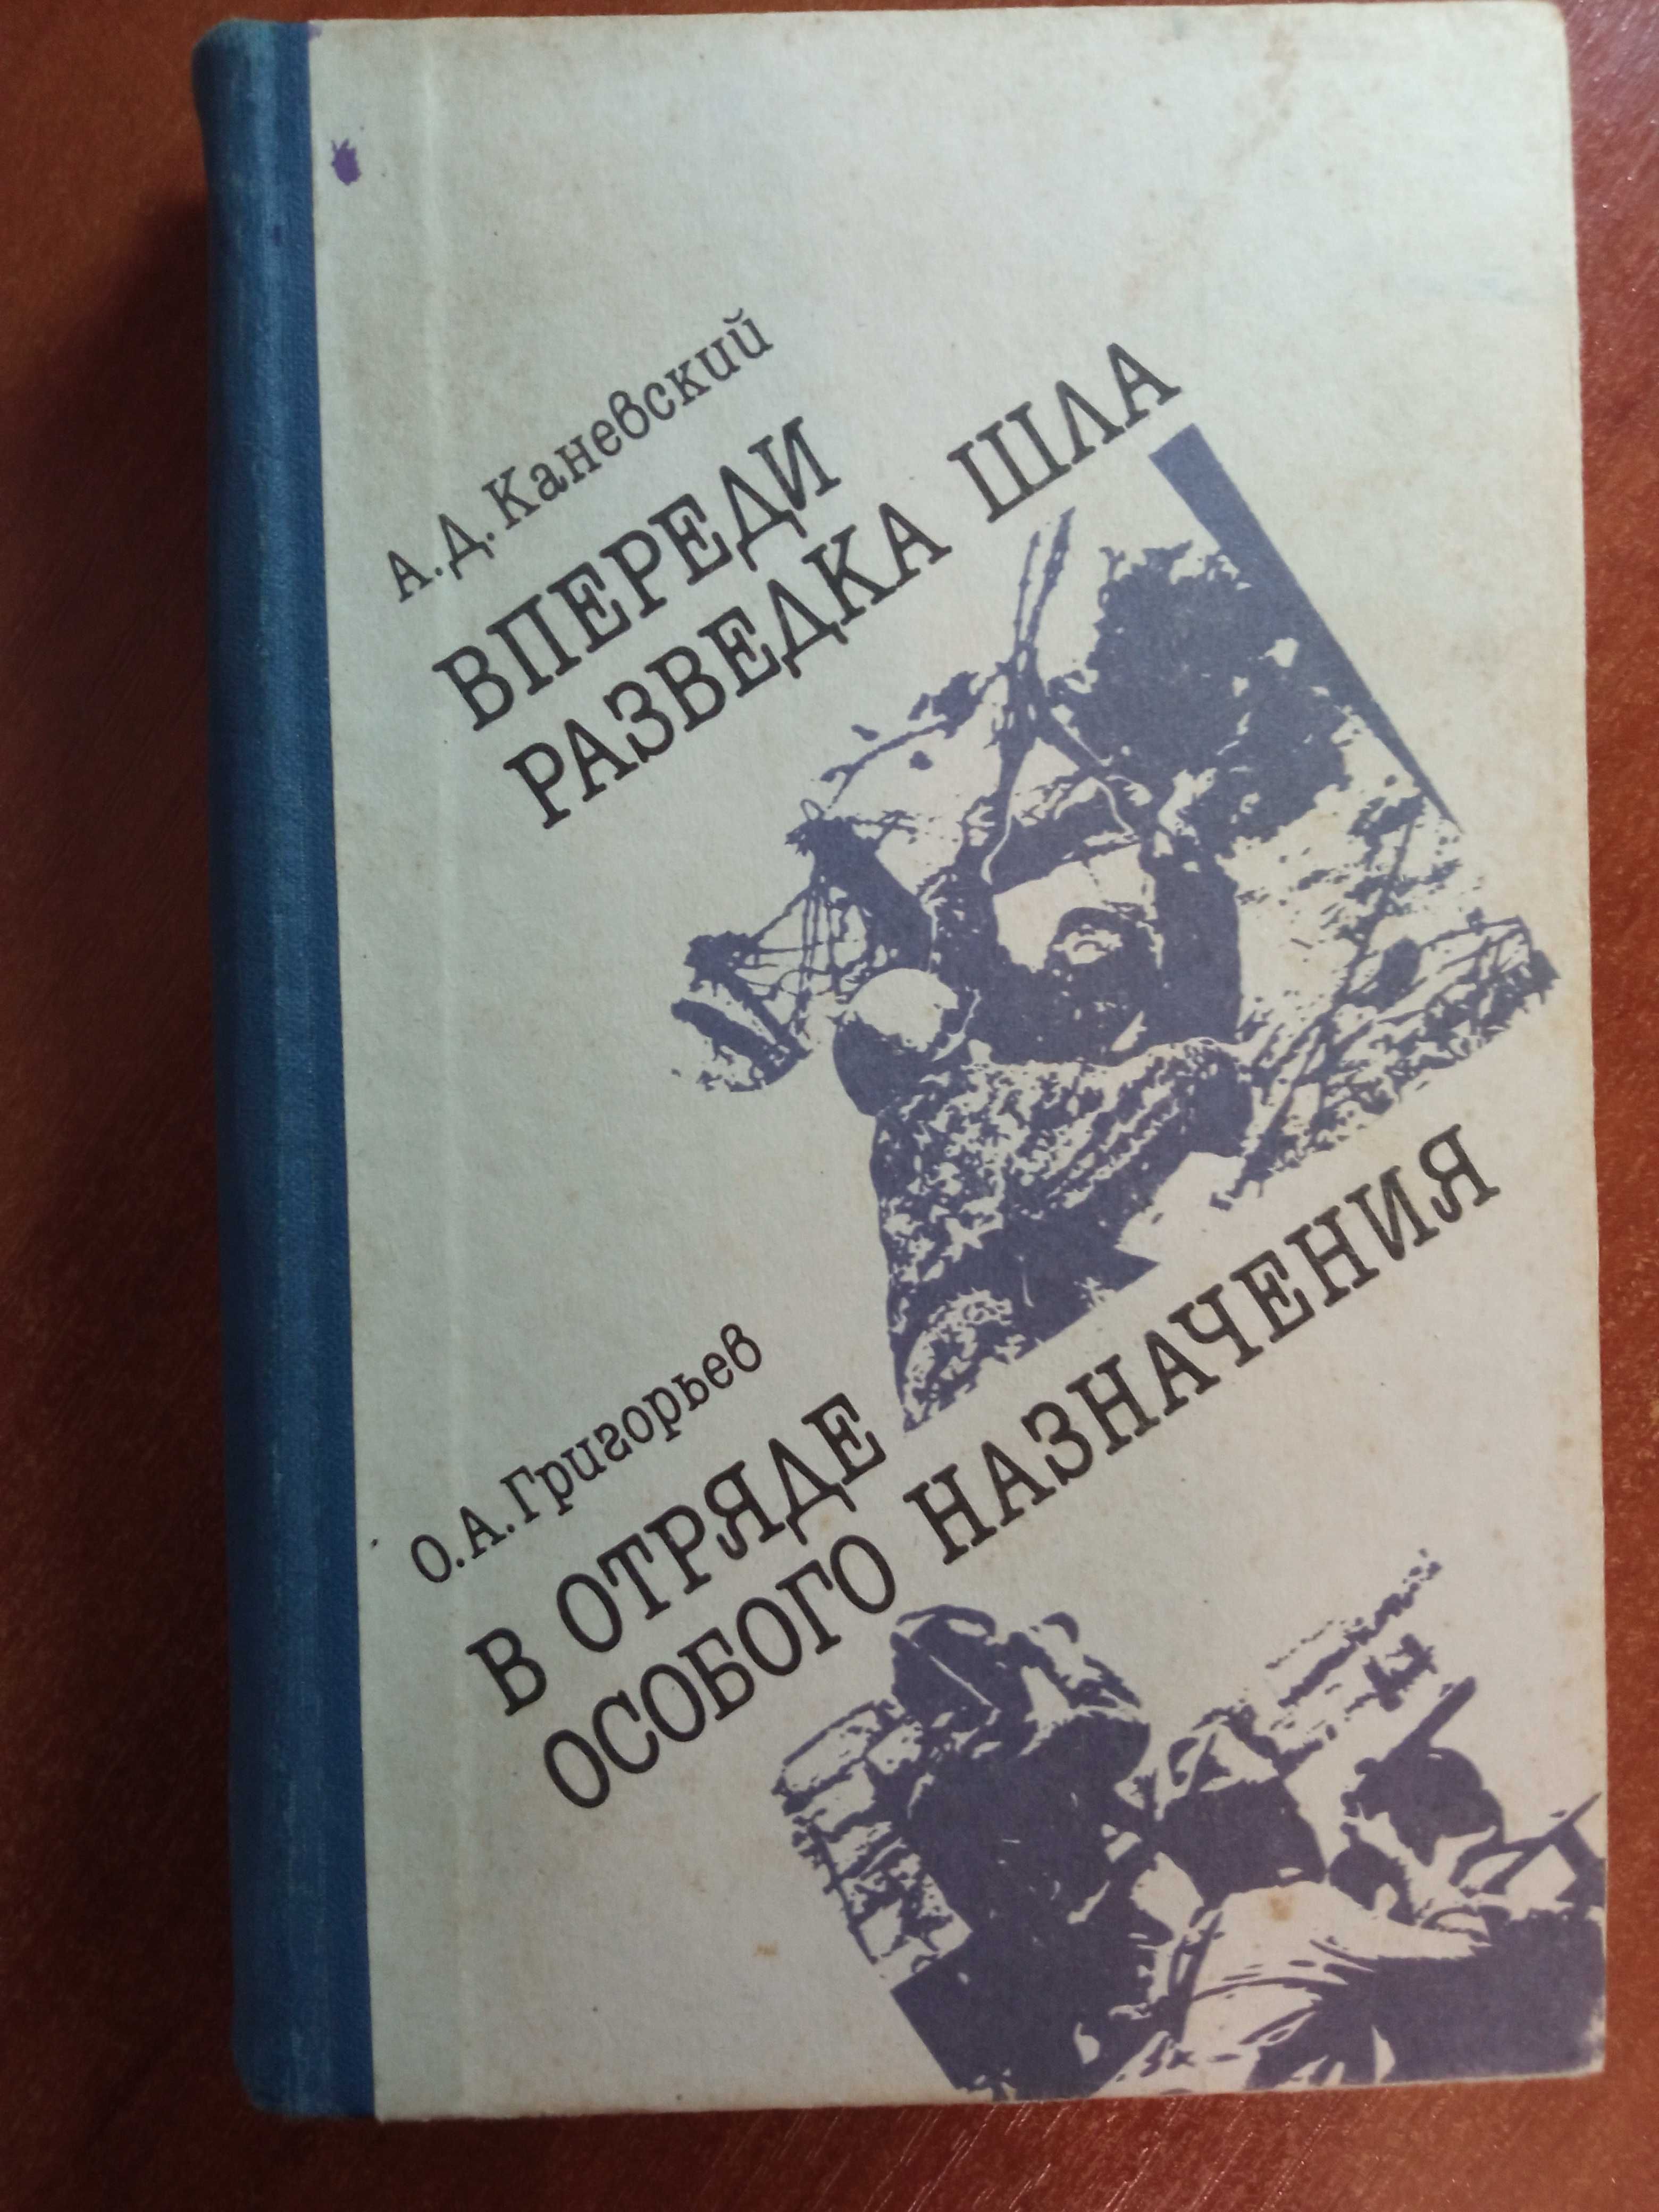 А.Д.Каневский
ВПЕРЕДИ
РАЗВЕДКА ШЛА
О.А.Григорьев
В ОТРЯДЕ
ОСОБОГО НАЗНАЧЕНИЯ